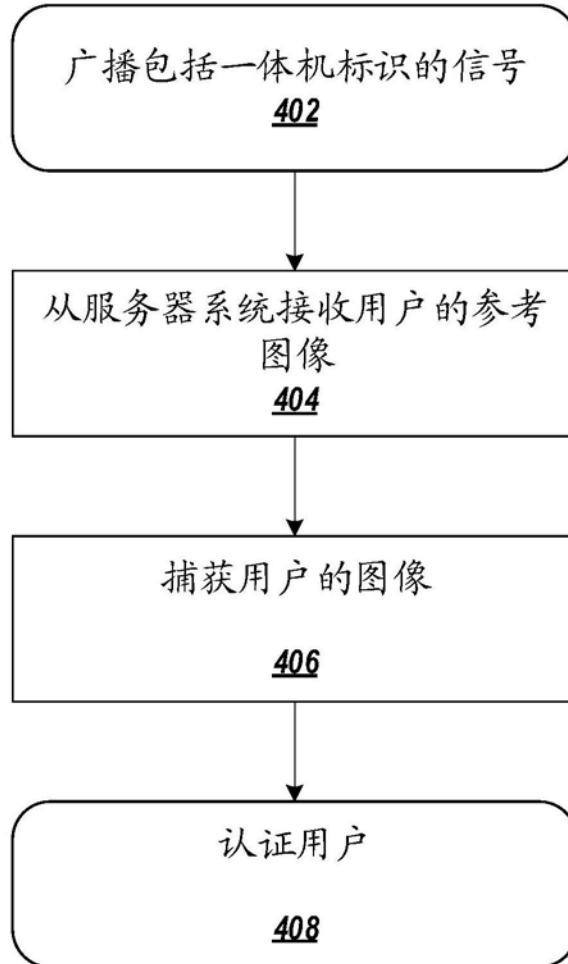 广播包括一体机标识的信号
402
从服务器系统接收用户的参考
图像
404
捕获用户的图像
406
认证用户
408